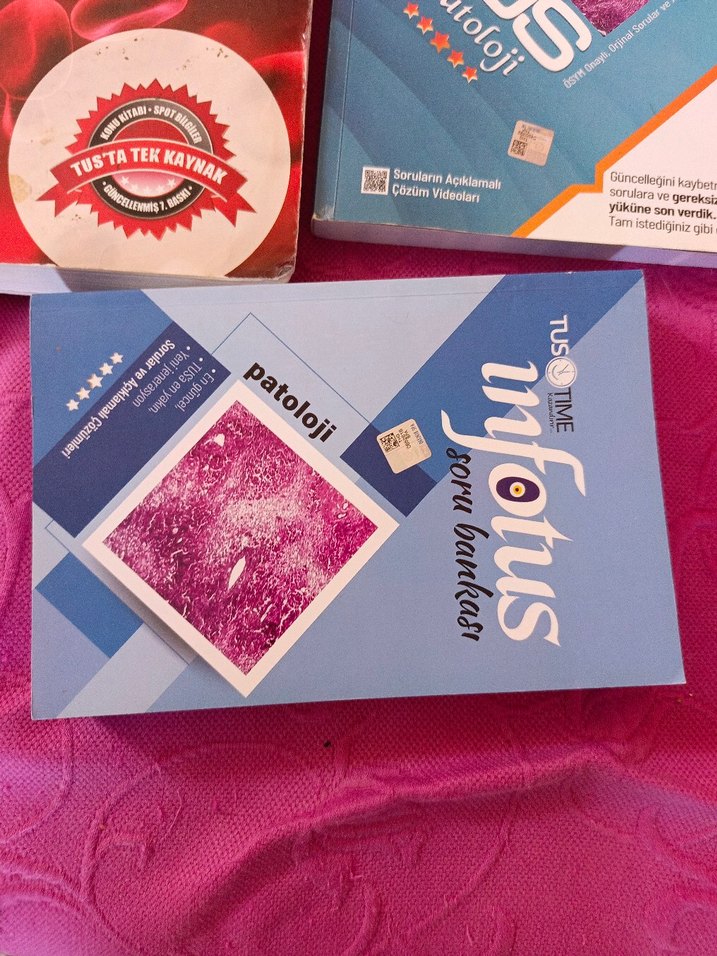 KONU KİTABI • SPOT BİLGİLER
TUS'TA TEK KAYNAK
• GÜNCELLENMİŞ 7. BASKI •
patoloji
ÖSYM Onaylı, Orjinal Sorular ve
Soruların Açıklamalı
Çözüm Videoları
Güncelleğini kaybetm
sorulara ve gereksiz
yüküne son verdik.
Tam istediğiniz gibi
TUS TIME
Kazandırır...
infotus
soru bankası
patoloji
• En güncel,
• TUS'a en yakın,
• Yeni jenerasyon
Sorular ve Açıklamalı Çözümleri